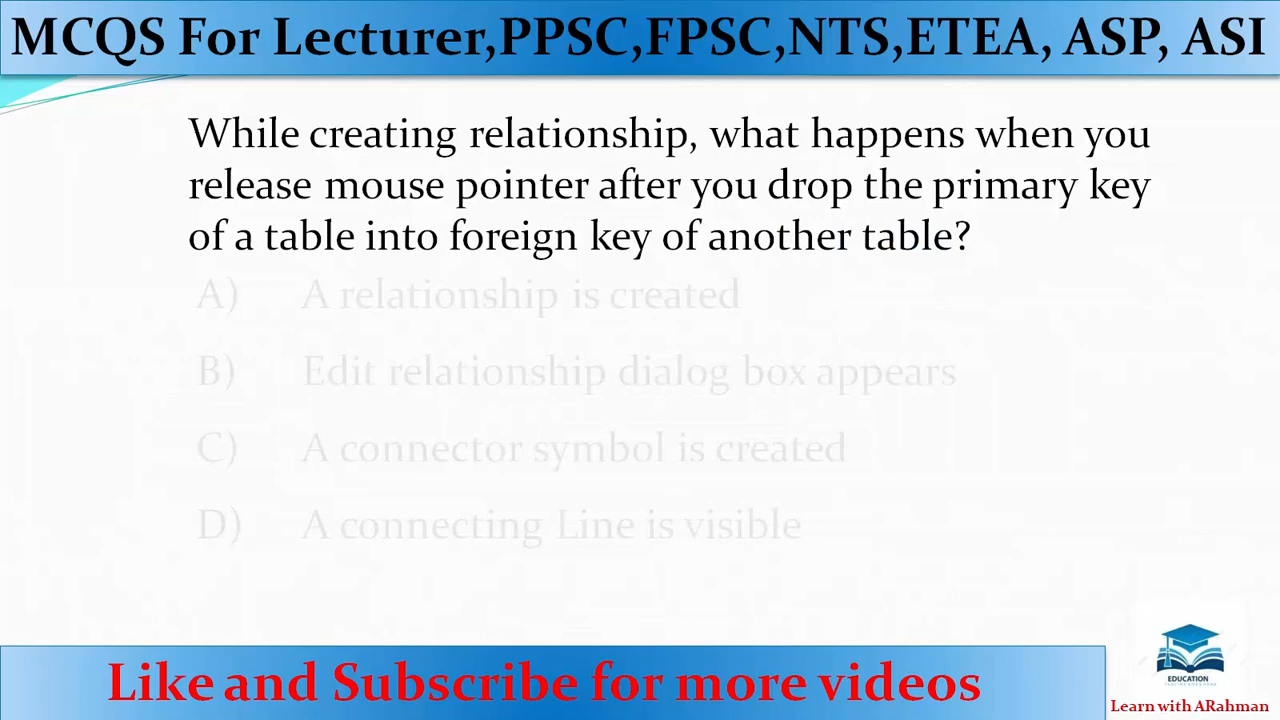 MCQS For Lecturer,PPSC,FPSC,NTS,ETEA, ASP, ASI
While creating relationship, what happens when you
release mouse pointer after you drop the primary key
of a table into foreign key of another table?
A) A relationship is created
B) Edit relationship dialog box appears
C) A connector symbol is created
D) A connecting Line is visible
EDUCATION
Like and Subscribe for more videos
Learn with ARahman